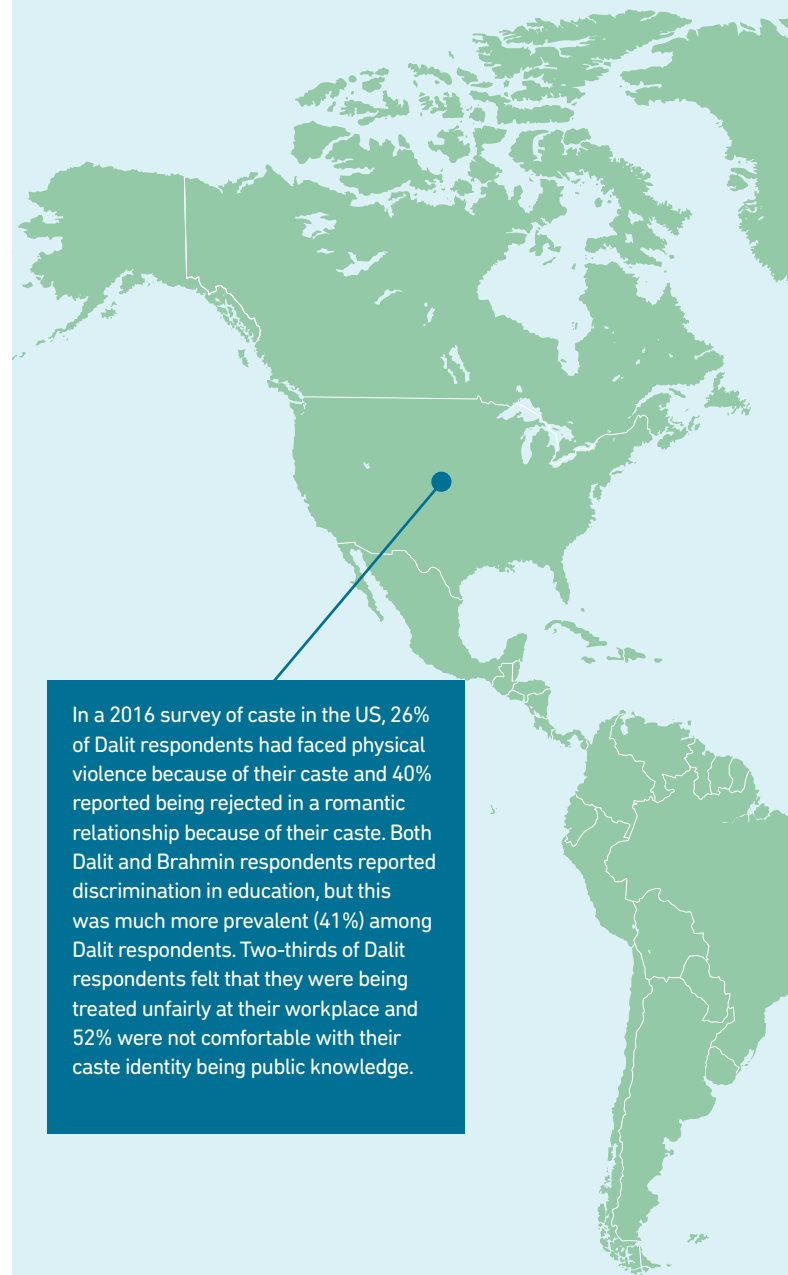 In a 2016 survey of caste in the US, 26%
of Dalit respondents had faced physical
violence because of their caste and 40%
reported being rejected in a romantic
relationship because of their caste. Both
Dalit and Brahmin respondents reported
discrimination in education, but this
was much more prevalent (41%) among
Dalit respondents. Two-thirds of Dalit
respondents felt that they were being
treated unfairly at their workplace and
52% were not comfortable with their
caste identity being public knowledge.